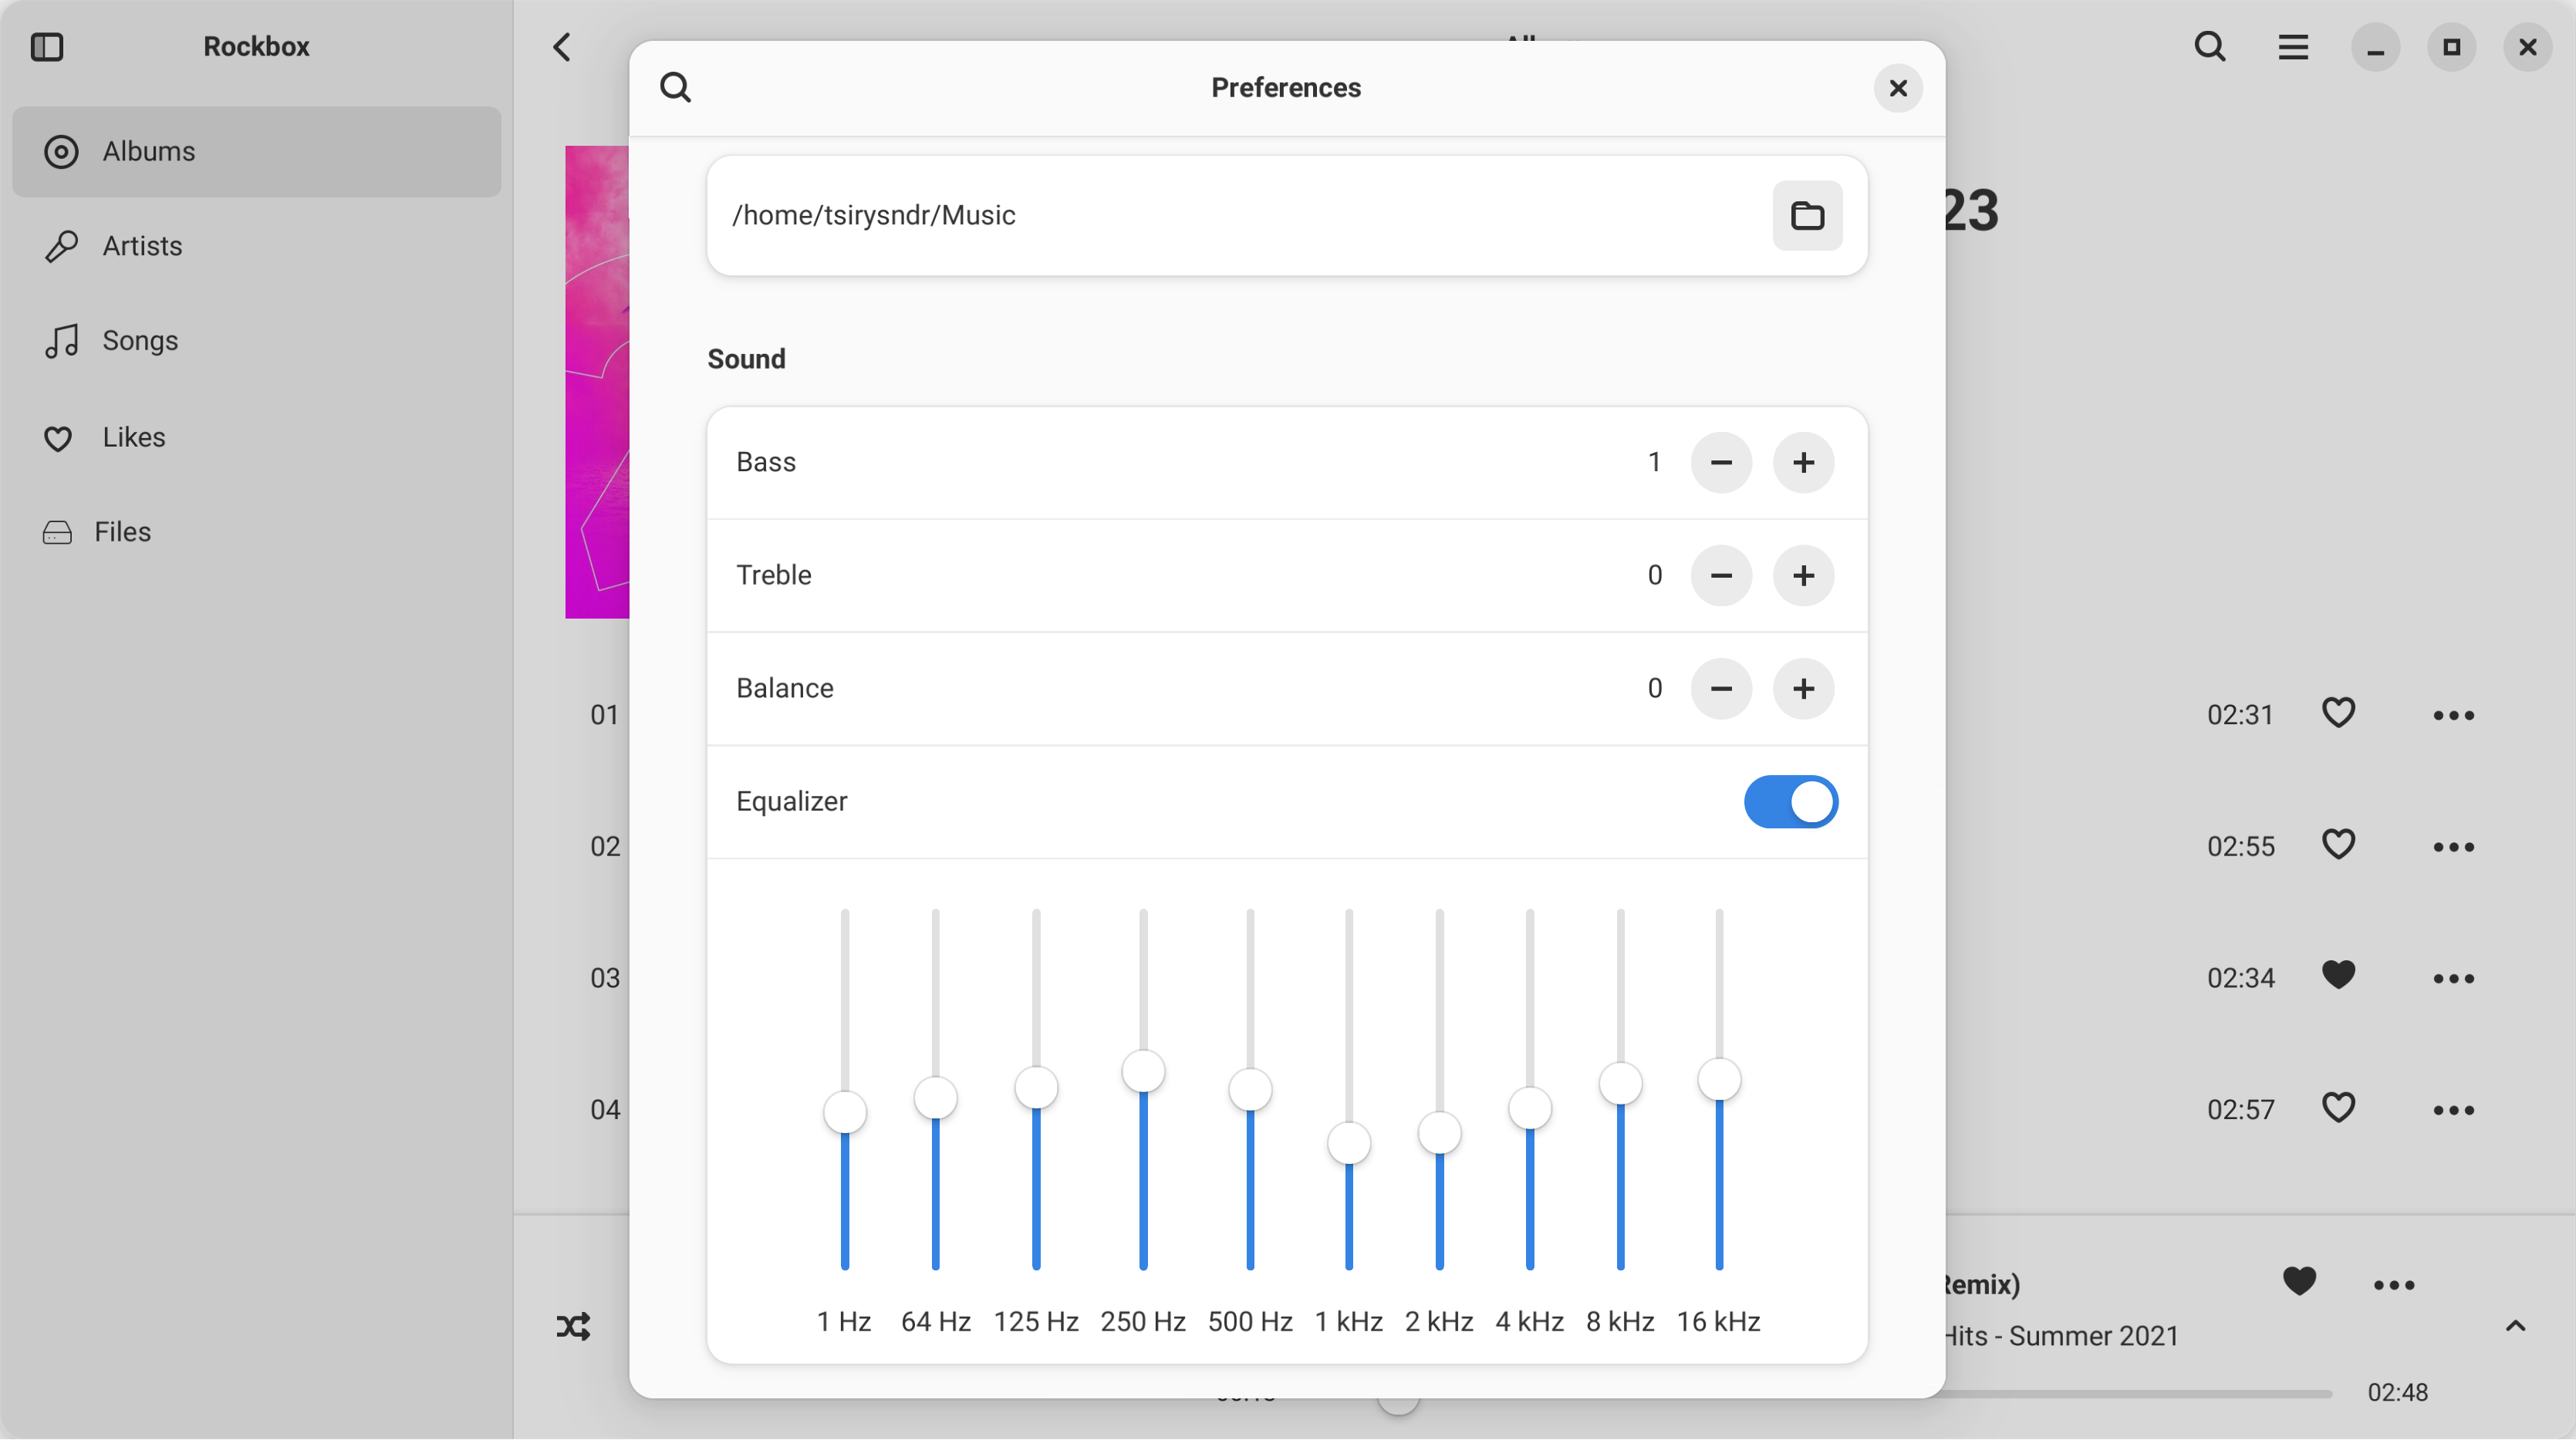 Rockbox
Albums
Artists
Songs
Likes
Files
Preferences
/home/tsirysndr/Music
Sound
Bass 1
Treble 0
Balance 0
Equalizer
1 Hz 64 Hz 125 Hz 250 Hz 500 Hz 1 kHz 2 kHz 4 kHz 8 kHz 16 kHz
23
01 02:31
02 02:55
03 02:34
04 02:57
Remix)
Hits - Summer 2021
02:48